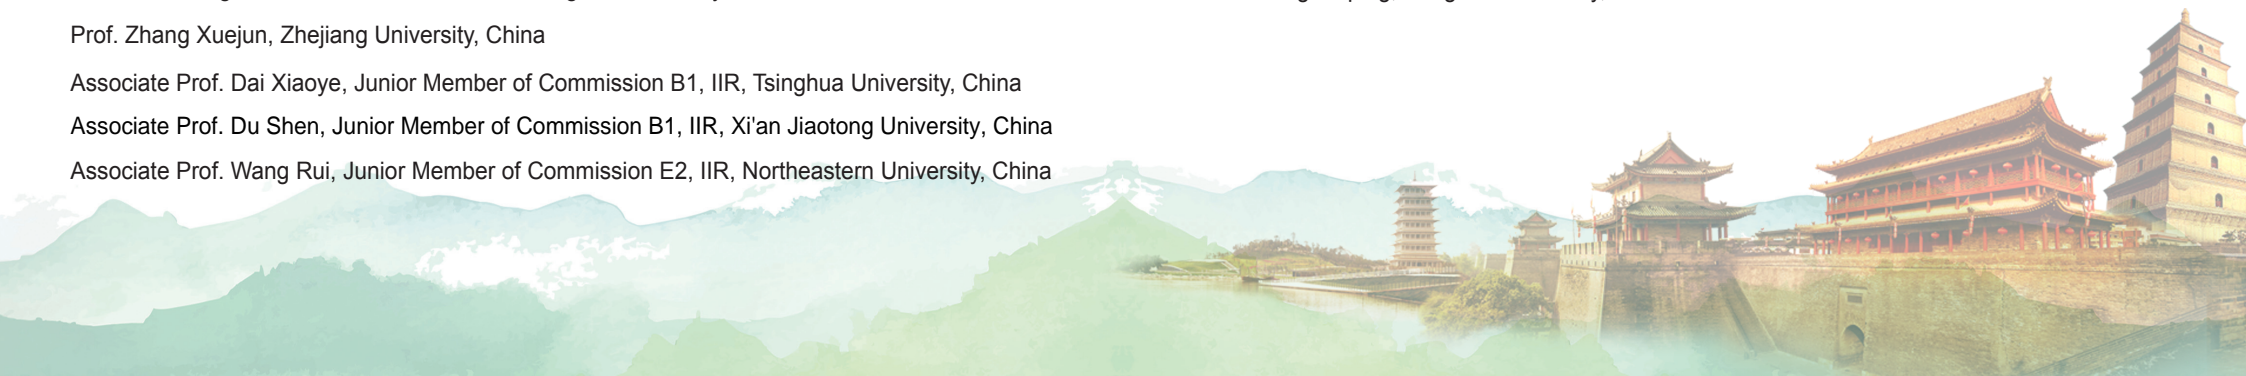 Prof. Zhang Xuejun, Zhejiang University, China
Associate Prof. Dai Xiaoye, Junior Member of Commission B1, IIR, Tsinghua University, China
Associate Prof. Du Shen, Junior Member of Commission B1, IIR, Xi'an Jiaotong University, China
Associate Prof. Wang Rui, Junior Member of Commission E2, IIR, Northeastern University, China